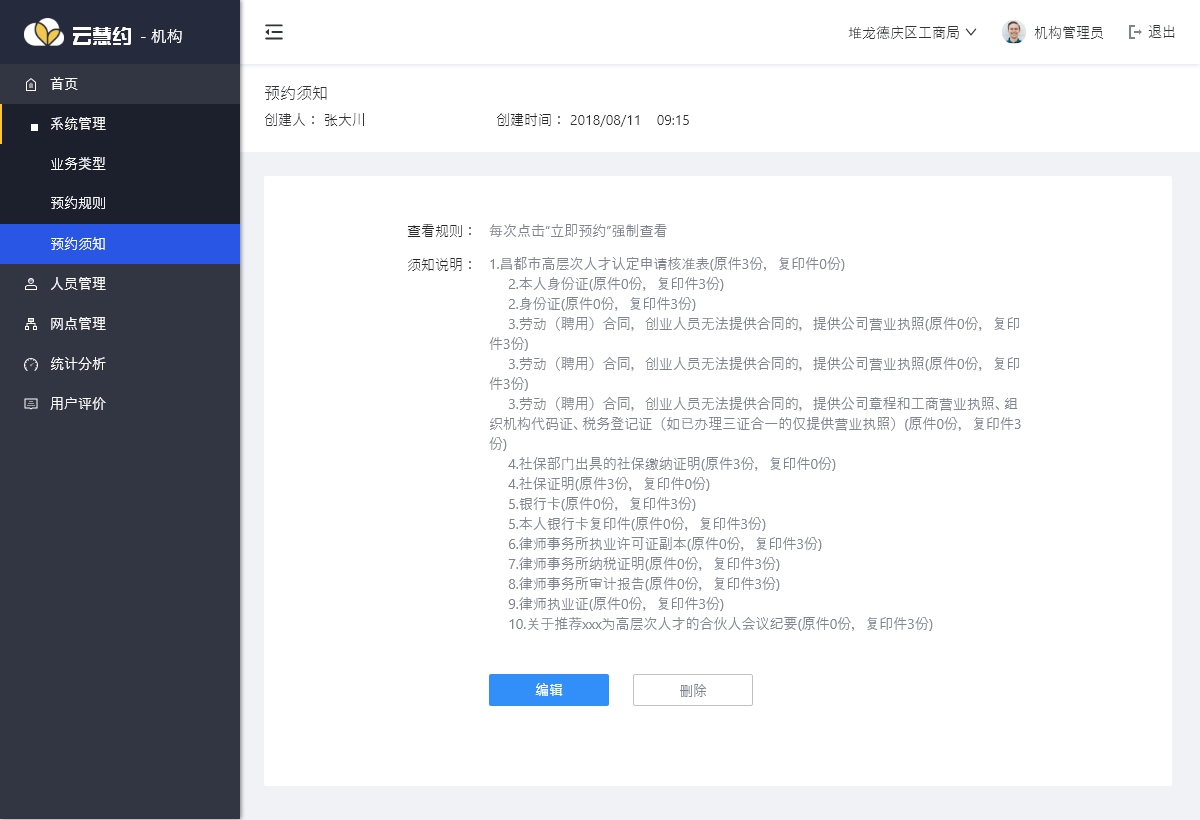 云慧约 - 机构
堆龙德庆区工商局
机构管理员
退出
首页
系统管理
业务类型
预约规则
预约须知
人员管理
网点管理
统计分析
用户评价
预约须知
创建人： 张大川
创建时间： 2018/08/11 09:15
查看规则： 每次点击“立即预约”强制查看
须知说明： 1.昌都市高层次人才认定申请核准表(原件3份，复印件0份)
2.本人身份证(原件0份，复印件3份)
2.身份证(原件0份，复印件3份)
3.劳动（聘用）合同，创业人员无法提供合同的，提供公司营业执照(原件0份，复印
件3份)
3.劳动（聘用）合同，创业人员无法提供合同的，提供公司营业执照(原件0份，复印
件3份)
3.劳动（聘用）合同，创业人员无法提供合同的，提供公司章程和工商营业执照、组
织机构代码证、税务登记证（如已办理三证合一的仅提供营业执照）(原件0份，复印件3
份)
4.社保部门出具的社保缴纳证明(原件3份，复印件0份)
4.社保证明(原件3份，复印件0份)
5.银行卡(原件0份，复印件3份)
5.本人银行卡复印件(原件0份，复印件3份)
6.律师事务所执业许可证副本(原件0份，复印件3份)
7.律师事务所纳税证明(原件0份，复印件3份)
8.律师事务所审计报告(原件0份，复印件3份)
9.律师执业证(原件0份，复印件3份)
10.关于推荐xxx为高层次人才的合伙人会议纪要(原件0份，复印件3份)
编辑
删除